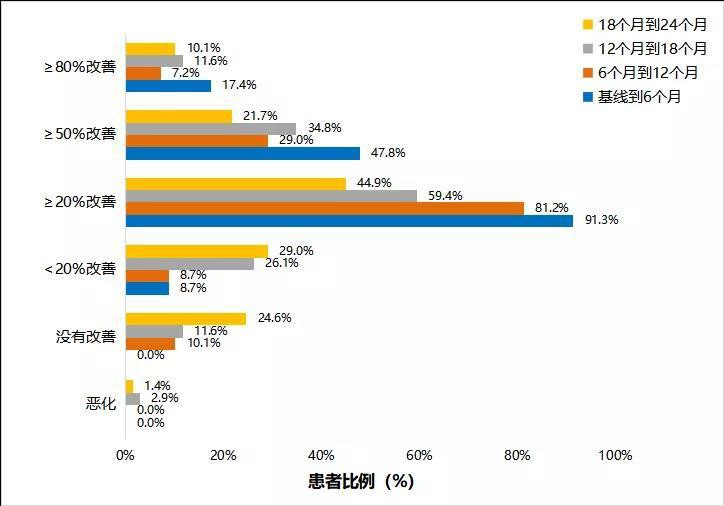 18个月到24个月
12个月到18个月
6个月到12个月
基线到6个月
≥80%改善
10.1%
11.6%
7.2%
17.4%
≥50%改善
21.7%
34.8%
29.0%
47.8%
≥20%改善
44.9%
59.4%
81.2%
91.3%
<20%改善
29.0%
26.1%
8.7%
8.7%
没有改善
24.6%
11.6%
10.1%
0.0%
恶化
1.4%
2.9%
0.0%
0.0%
0% 20% 40% 60% 80% 100%
患者比例（%）